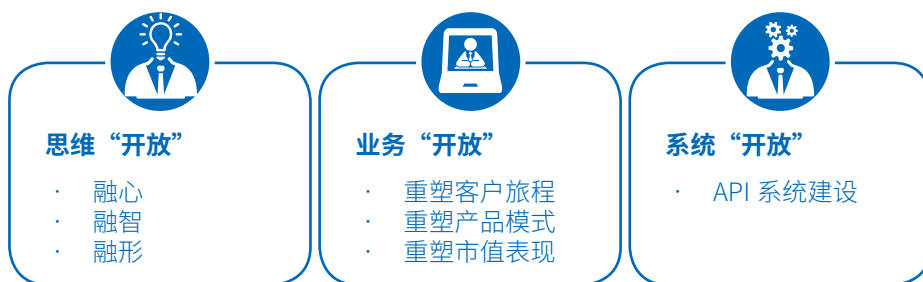 思维“开放”
· 融心
· 融智
· 融形
业务“开放”
· 重塑客户旅程
· 重塑产品模式
· 重塑市值表现
系统“开放”
· API 系统建设